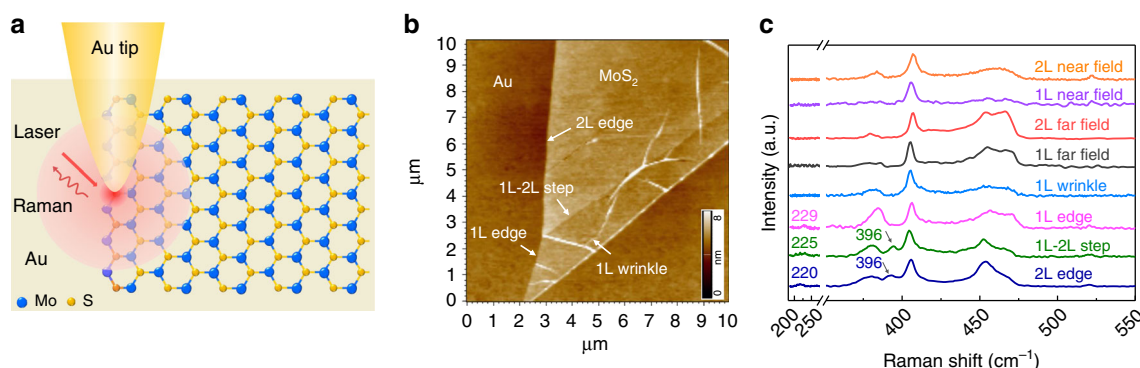 a
Au tip
Laser
Raman
Au
Mo
S
b
10
9
8
7
6
5
4
3
2
1
0
μm
Au
MoS₂
2L edge
1L-2L step
1L edge
1L wrinkle
8
nm
0
0 1 2 3 4 5 6 7 8 9 10
μm
c
Intensity (a.u.)
2L near field
1L near field
2L far field
1L far field
1L wrinkle
229
1L edge
225
396
1L-2L step
220
396
2L edge
200 250 400 450 500 550
Raman shift (cm⁻¹)